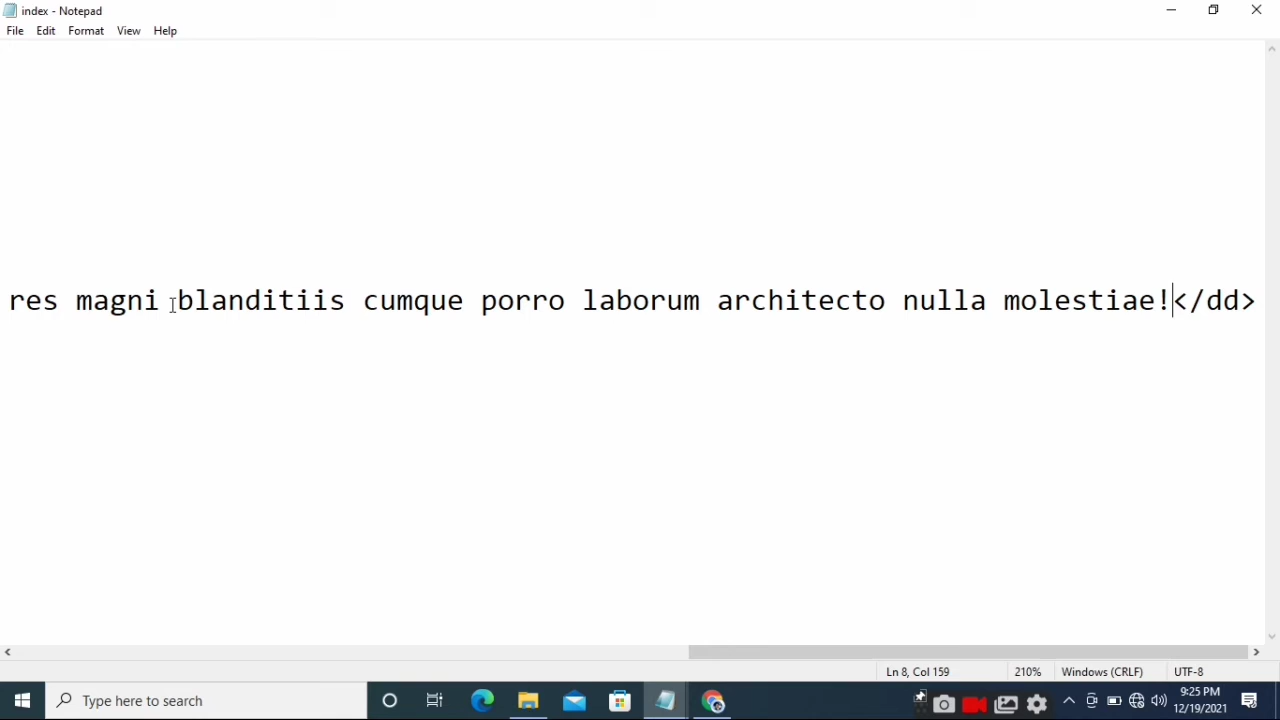 index - Notepad
File Edit Format View Help
res magni blanditiis cumque porro laborum architecto nulla molestiae!</dd>
Ln 8, Col 159 210% Windows (CRLF) UTF-8
Type here to search
9:25 PM
12/19/2021